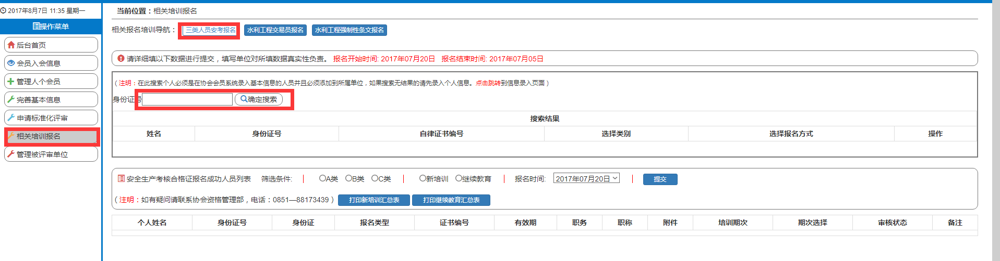 2017年8月7日 11:35 星期一
操作菜单
后台首页
会员入会信息
管理人个会员
完善基本信息
申请标准化评审
相关培训报名
管理被评审单位
当前位置：相关培训报名
相关报名培训导航： 三类人员安考报名 水利工程交易员报名 水利工程强制性条文报名
请详细填以下数据进行提交，填写单位对所填数据真实性负责。 报名开始时间: 2017年07月20日 报名结束时间: 2017年07月05日
（注明：在此搜索个人必须是在协会会员系统录入基本信息的人员并且必须添加到所属单位，如果搜索无结果的请先录入个人信息。点击跳转到信息录入页面）
身份证号 确定搜索
搜索结果
姓名 身份证号 自律证书编号 选择类别 选择报名方式 操作
安全生产考核合格证报名成功人员列表 筛选条件: A类 B类 C类 新培训 继续教育 报名时间: 2017年07月20日 提交
（注明：如有疑问请联系协会资格管理部，电话：0851—88173439） 打印新培训汇总表 打印继续教育汇总表
个人姓名 身份证号 身份证 报名类型 证书编号 有效期 职务 职称 附件 培训期次 期次选择 审核状态 备注